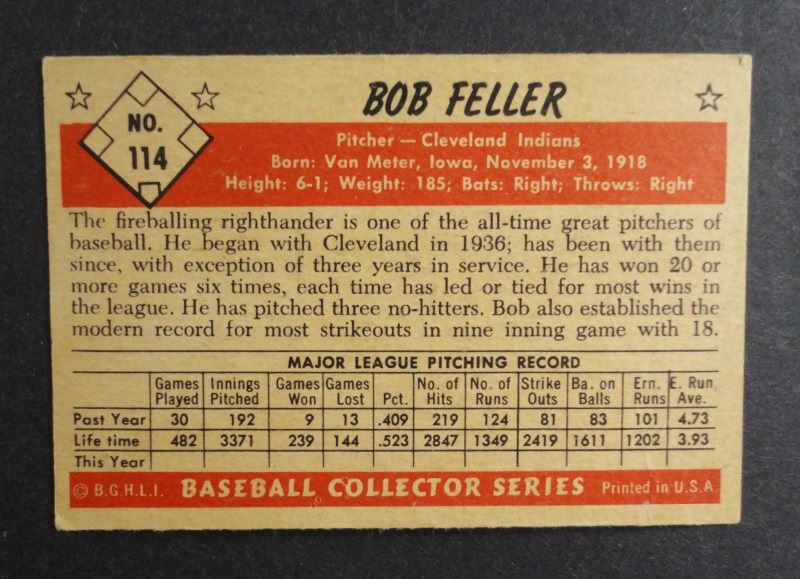 NO.
114
BOB FELLER
Pitcher — Cleveland Indians
Born: Van Meter, Iowa, November 3, 1918
Height: 6-1; Weight: 185; Bats: Right; Throws: Right
The fireballing righthander is one of the all-time great pitchers of
baseball. He began with Cleveland in 1936; has been with them
since, with exception of three years in service. He has won 20 or
more games six times, each time has led or tied for most wins in
the league. He has pitched three no-hitters. Bob also established the
modern record for most strikeouts in nine inning game with 18.
MAJOR LEAGUE PITCHING RECORD
Games Innings Games Games No. of No. of Strike Ba. on Ern. E. Run
Played Pitched Won Lost Pct. Hits Runs Outs Balls Runs Ave.
Past Year 30 192 9 13 .409 219 124 81 83 101 4.73
Life time 482 3371 239 144 .523 2847 1349 2419 1611 1202 3.93
This Year
© B.G.H.L.I. BASEBALL COLLECTOR SERIES Printed in U.S.A.